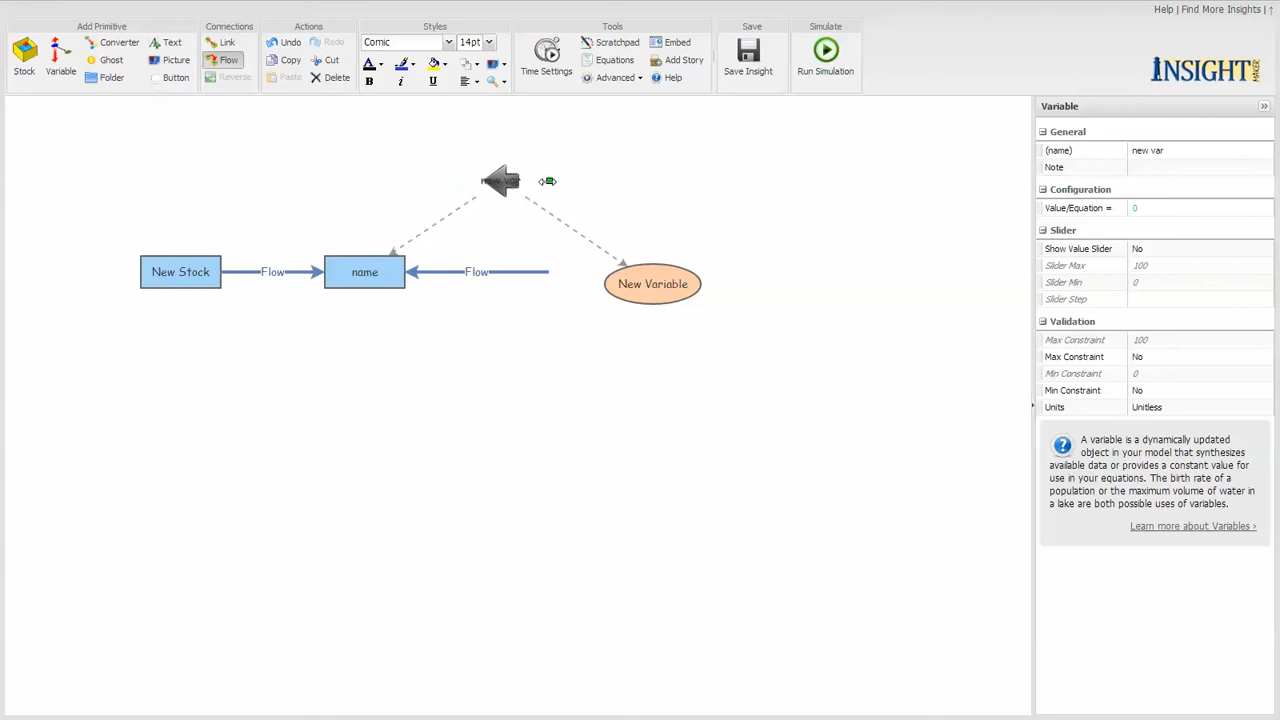 Help | Find More Insights | ↑
Add Primitive
Connections
Actions
Styles
Tools
Save
Simulate
Stock
Variable
Converter
Ghost
Folder
Text
Picture
Button
Link
Flow
Reverse
Undo
Redo
Copy
Cut
Paste
Delete
Comic
14pt
A
B
i
U
Time Settings
Scratchpad
Equations
Advanced
Embed
Add Story
Help
Save Insight
Run Simulation
INSIGHT MAKER
new var
New Stock
Flow
name
Flow
New Variable
Variable
General
(name) new var
Note
Configuration
Value/Equation = 0
Slider
Show Value Slider No
Slider Max 100
Slider Min 0
Slider Step
Validation
Max Constraint 100
Max Constraint No
Min Constraint 0
Min Constraint No
Units Unitless
A variable is a dynamically updated
object in your model that synthesizes
available data or provides a constant value for
use in your equations. The birth rate of a
population or the maximum volume of water in
a lake are both possible uses of variables.
Learn more about Variables ›